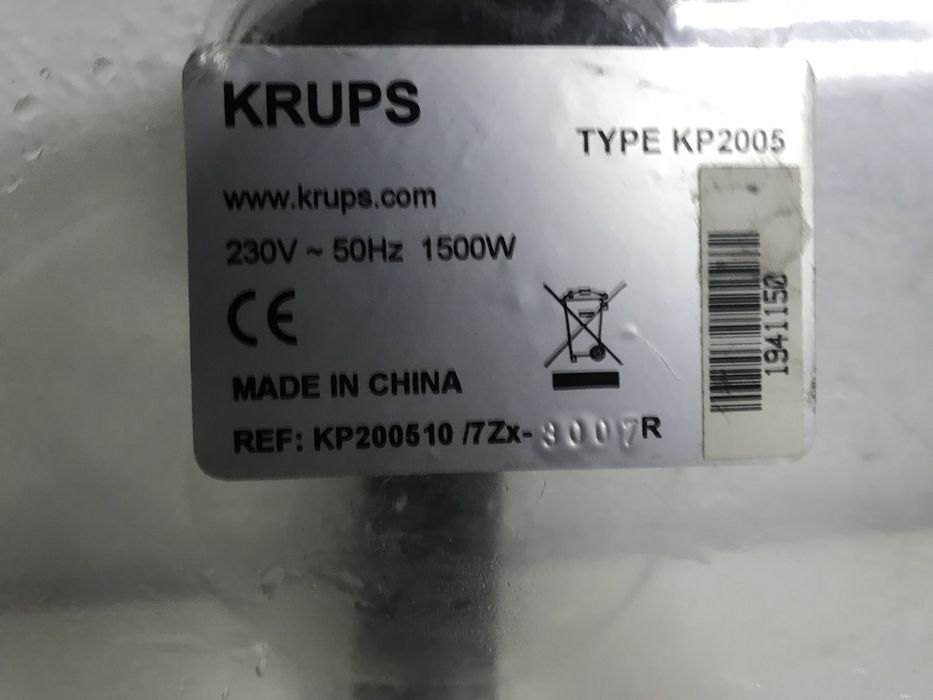 KRUPS
TYPE KP2005
www.krups.com
230V ~ 50Hz 1500W
CE
MADE IN CHINA
REF: KP200510 /7Zx-3007R
1941150